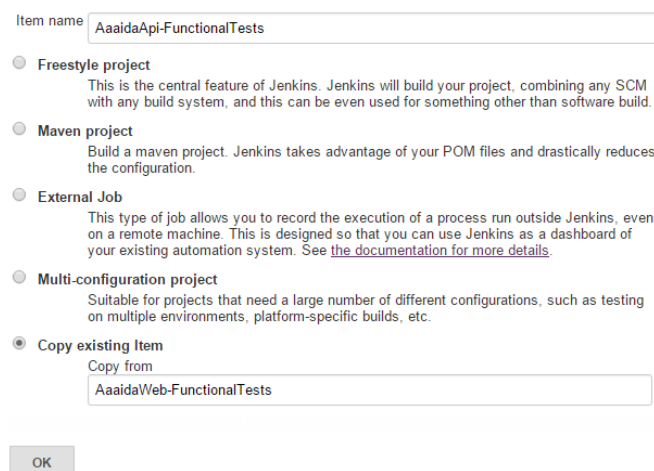 Item name AaaidaApi-FunctionalTests
Freestyle project
This is the central feature of Jenkins. Jenkins will build your project, combining any SCM
with any build system, and this can be even used for something other than software build.
Maven project
Build a maven project. Jenkins takes advantage of your POM files and drastically reduces
the configuration.
External Job
This type of job allows you to record the execution of a process run outside Jenkins, even
on a remote machine. This is designed so that you can use Jenkins as a dashboard of
your existing automation system. See the documentation for more details.
Multi-configuration project
Suitable for projects that need a large number of different configurations, such as testing
on multiple environments, platform-specific builds, etc.
Copy existing Item
Copy from
AaaidaWeb-FunctionalTests
OK